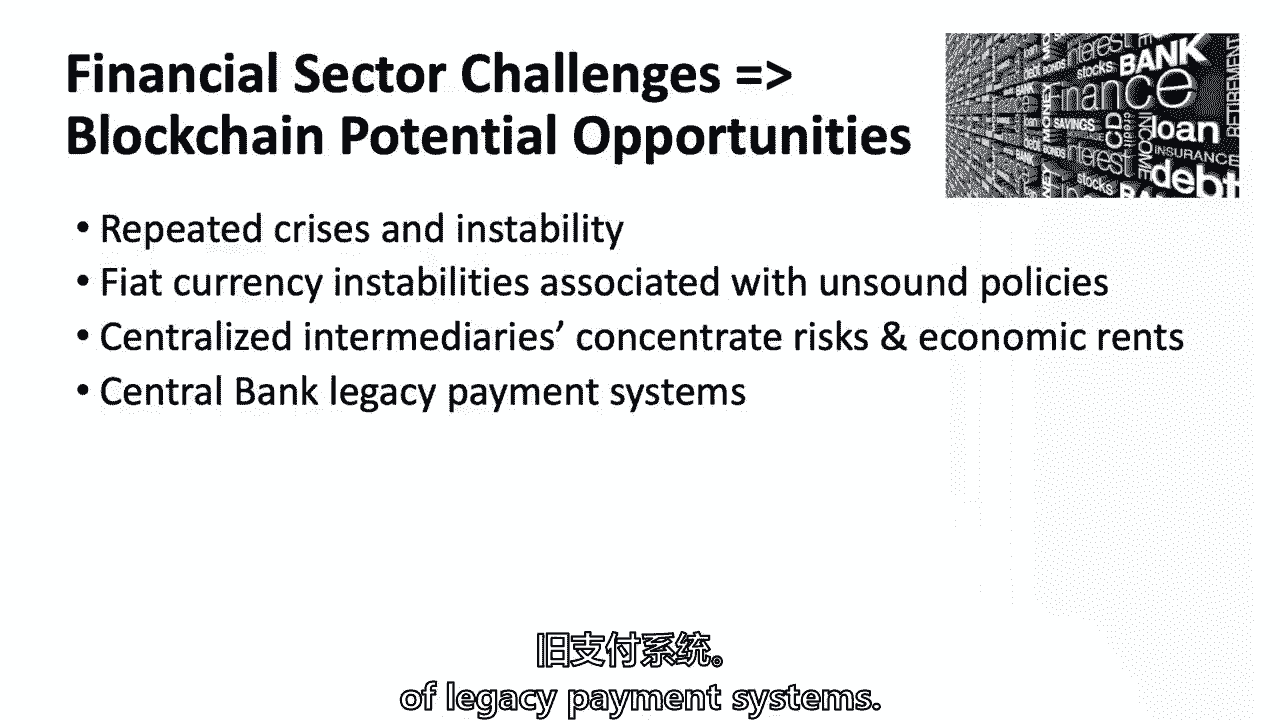 Financial Sector Challenges =>
Blockchain Potential Opportunities
• Repeated crises and instability
• Fiat currency instabilities associated with unsound policies
• Centralized intermediaries’ concentrate risks & economic rents
• Central Bank legacy payment systems
interest
BANK
stocks
Finance
RETIREMENT
MONEY
SAVINGS
CD
credit
INCOME
loan
INSURANCE
interest
debt
stocks
旧支付系统。
of legacy payment systems.